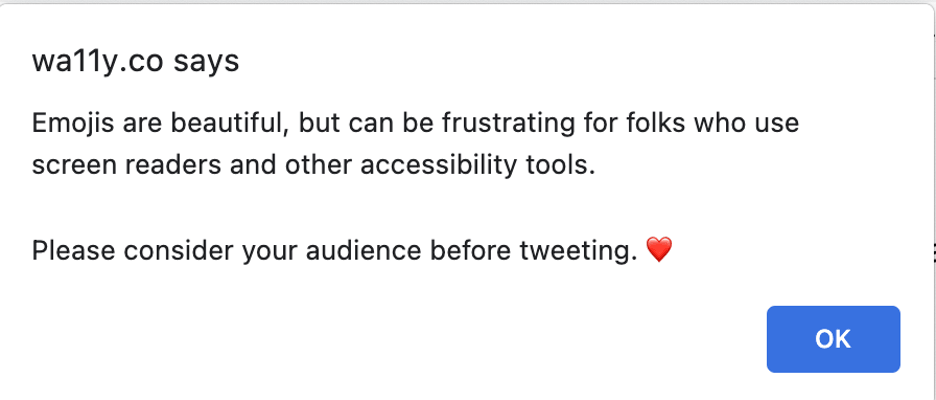 wa11y.co says
Emojis are beautiful, but can be frustrating for folks who use
screen readers and other accessibility tools.
Please consider your audience before tweeting. ❤️
OK